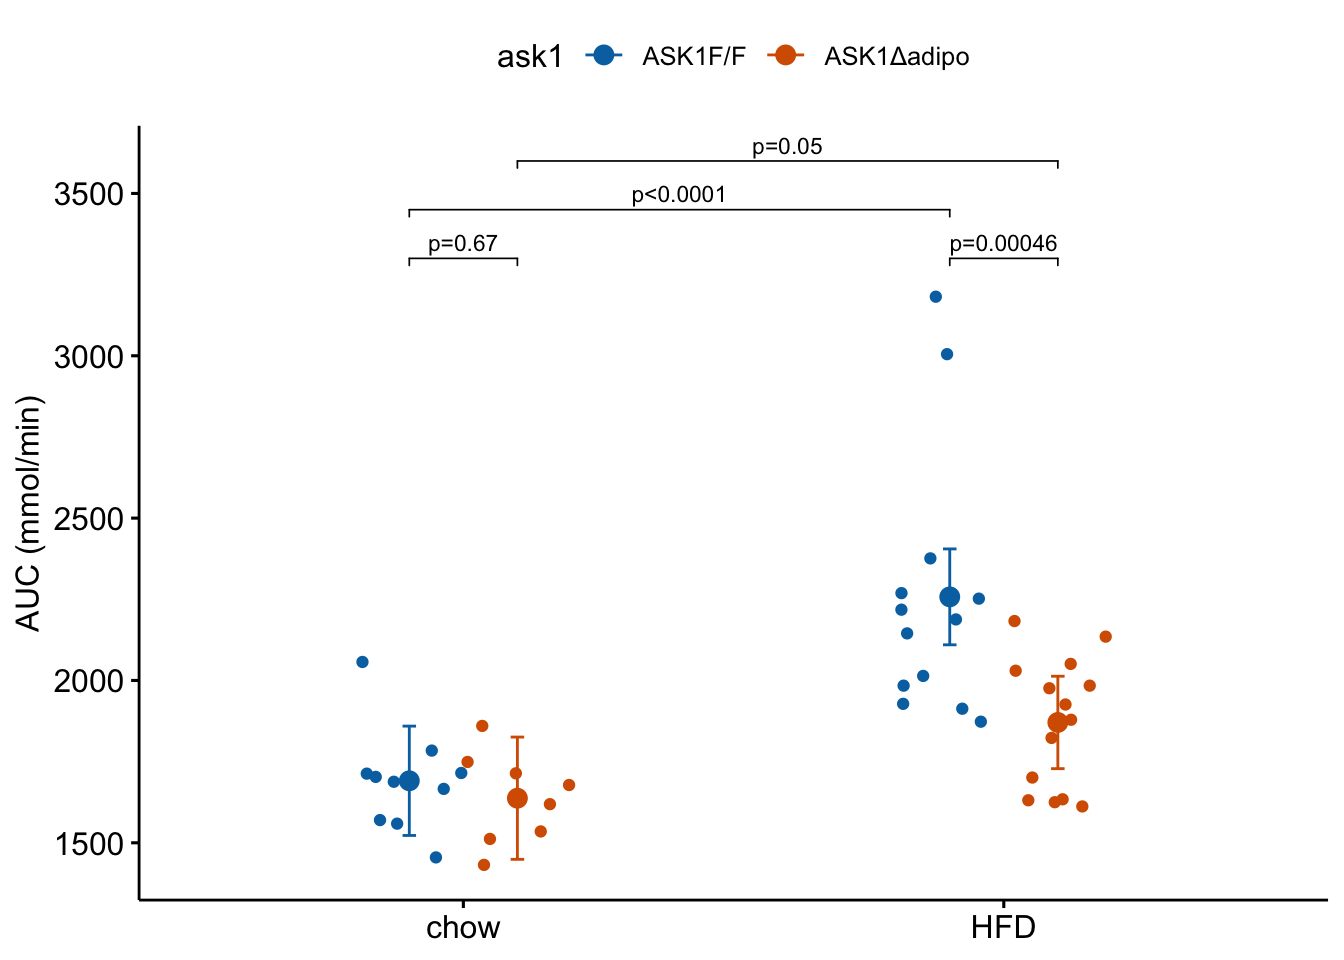 ask1 ASK1F/F ASK1Δadipo
p=0.05
p<0.0001
p=0.67
p=0.00046
3500
3000
2500
2000
1500
AUC (mmol/min)
chow
HFD